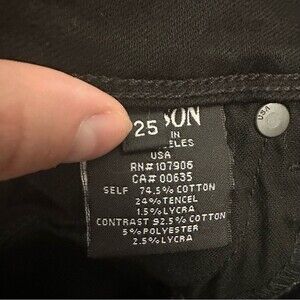 25
SON
IN
ELES
USA
RN# 107906
CA# 00635
SELF 74.5% COTTON
24% TENCEL
1.5% LYCRA
CONTRAST 92.5% COTTON
5% POLYESTER
2.5% LYCRA
USA